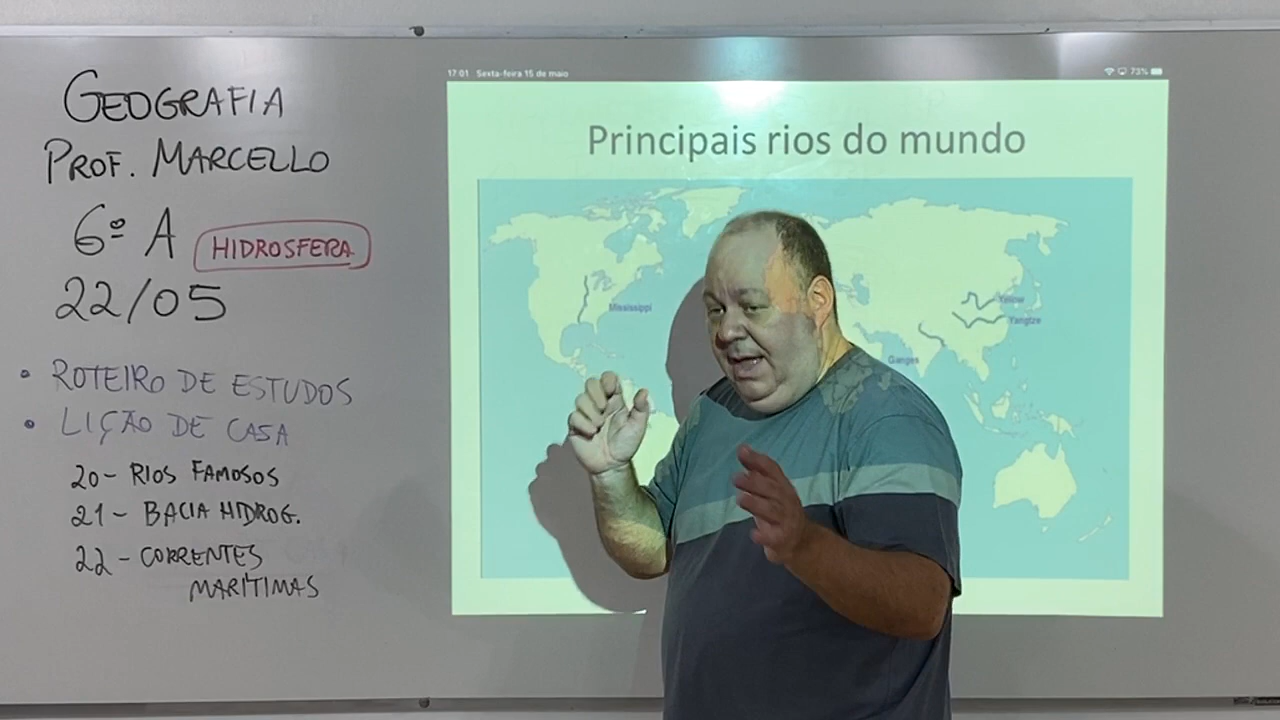 GEOGRAFIA
PROF. MARCELLO
6º A HIDROSFERA
22/05
• ROTEIRO DE ESTUDOS
• LIÇÃO DE CASA
20- RIOS FAMOSOS
21- BACIA HIDROG.
22- CORRENTES
MARÍTIMAS
17:01 Sexta-feira 15 de maio
73%
Principais rios do mundo
Mississippi
Yellow
Yangtze
Ganges